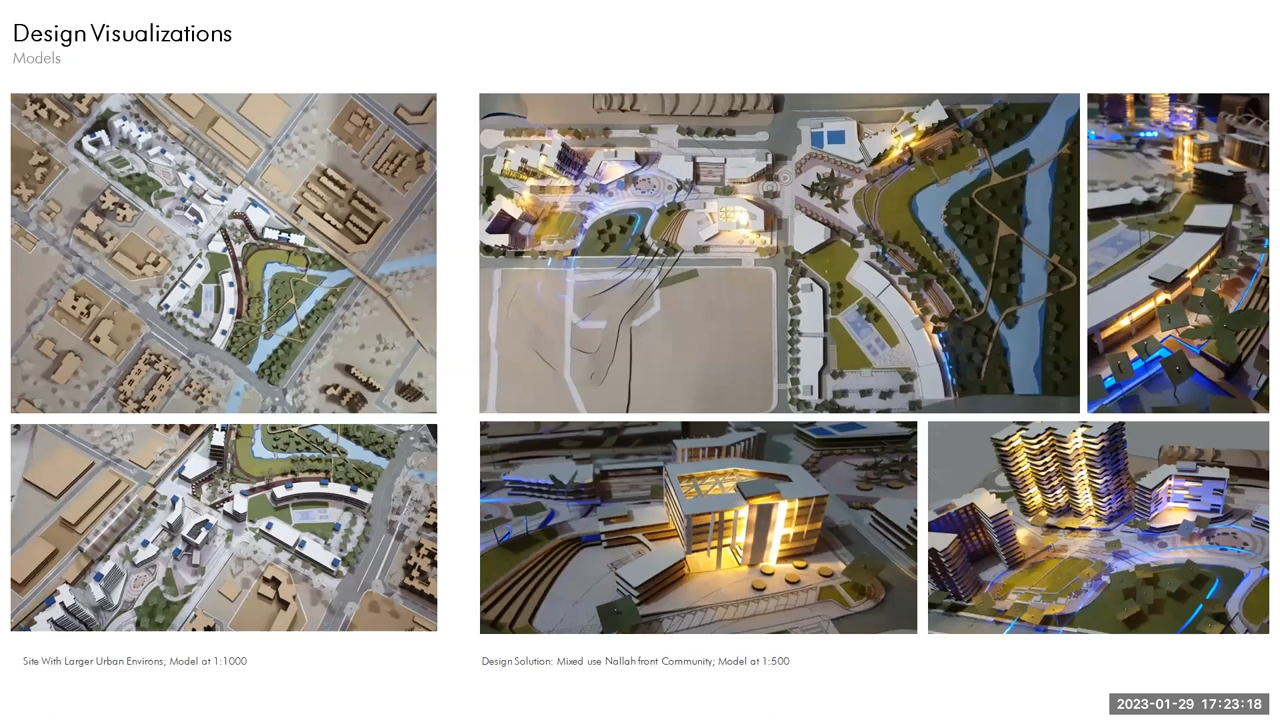 Design Visualizations
Models
Site With Larger Urban Environs; Model at 1:1000
Design Solution: Mixed use Nallah front Community; Model at 1:500
2023-01-29 17:23:18